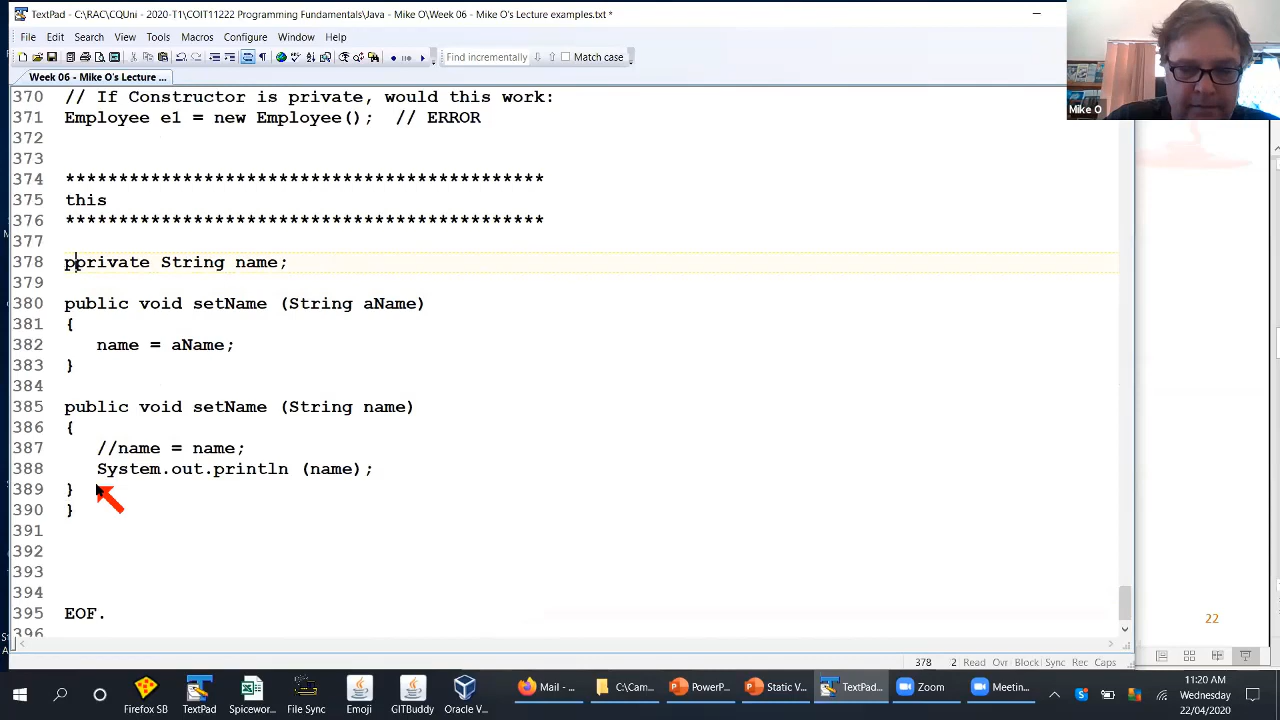 TextPad - C:\RAC\CQUni - 2020-T1\COIT11222 Programming Fundamentals\Java - Mike O\Week 06 - Mike O's Lecture examples.txt *
File Edit Search View Tools Macros Configure Window Help
Find incrementally Match case
Week 06 - Mike O's Lecture ...
Mike O
370 // If Constructor is private, would this work:
371 Employee e1 = new Employee(); // ERROR
372
373
374 *********************************************
375 this
376 *********************************************
377
378 pprivate String name;
379
380 public void setName (String aName)
381 {
382 name = aName;
383 }
384
385 public void setName (String name)
386 {
387 //name = name;
388 System.out.println (name);
389 }
390 }
391
392
393
394
395 EOF.
396
22
378 2 Read Ovr Block Sync Rec Caps
Mail - ... C:\Cam... PowerP... Static V... TextPad... Zoom Meetin...
Firefox SB TextPad Spicewor... File Sync Emoji GITBuddy Oracle V...
11:20 AM
Wednesday
22/04/2020